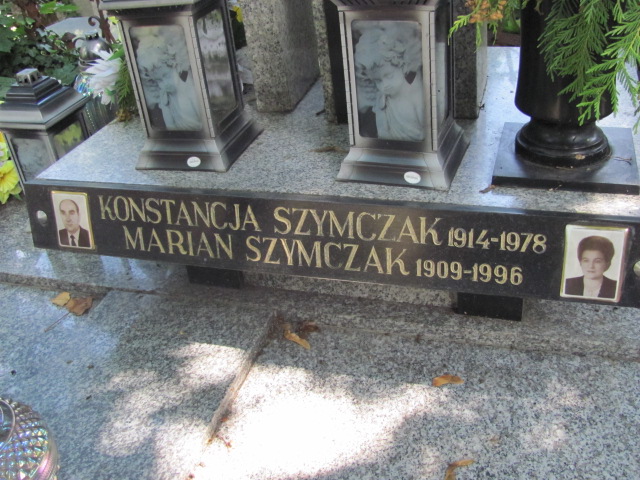 KONSTANCJA SZYMCZAK 1914-1978
MARIAN SZYMCZAK 1909-1996